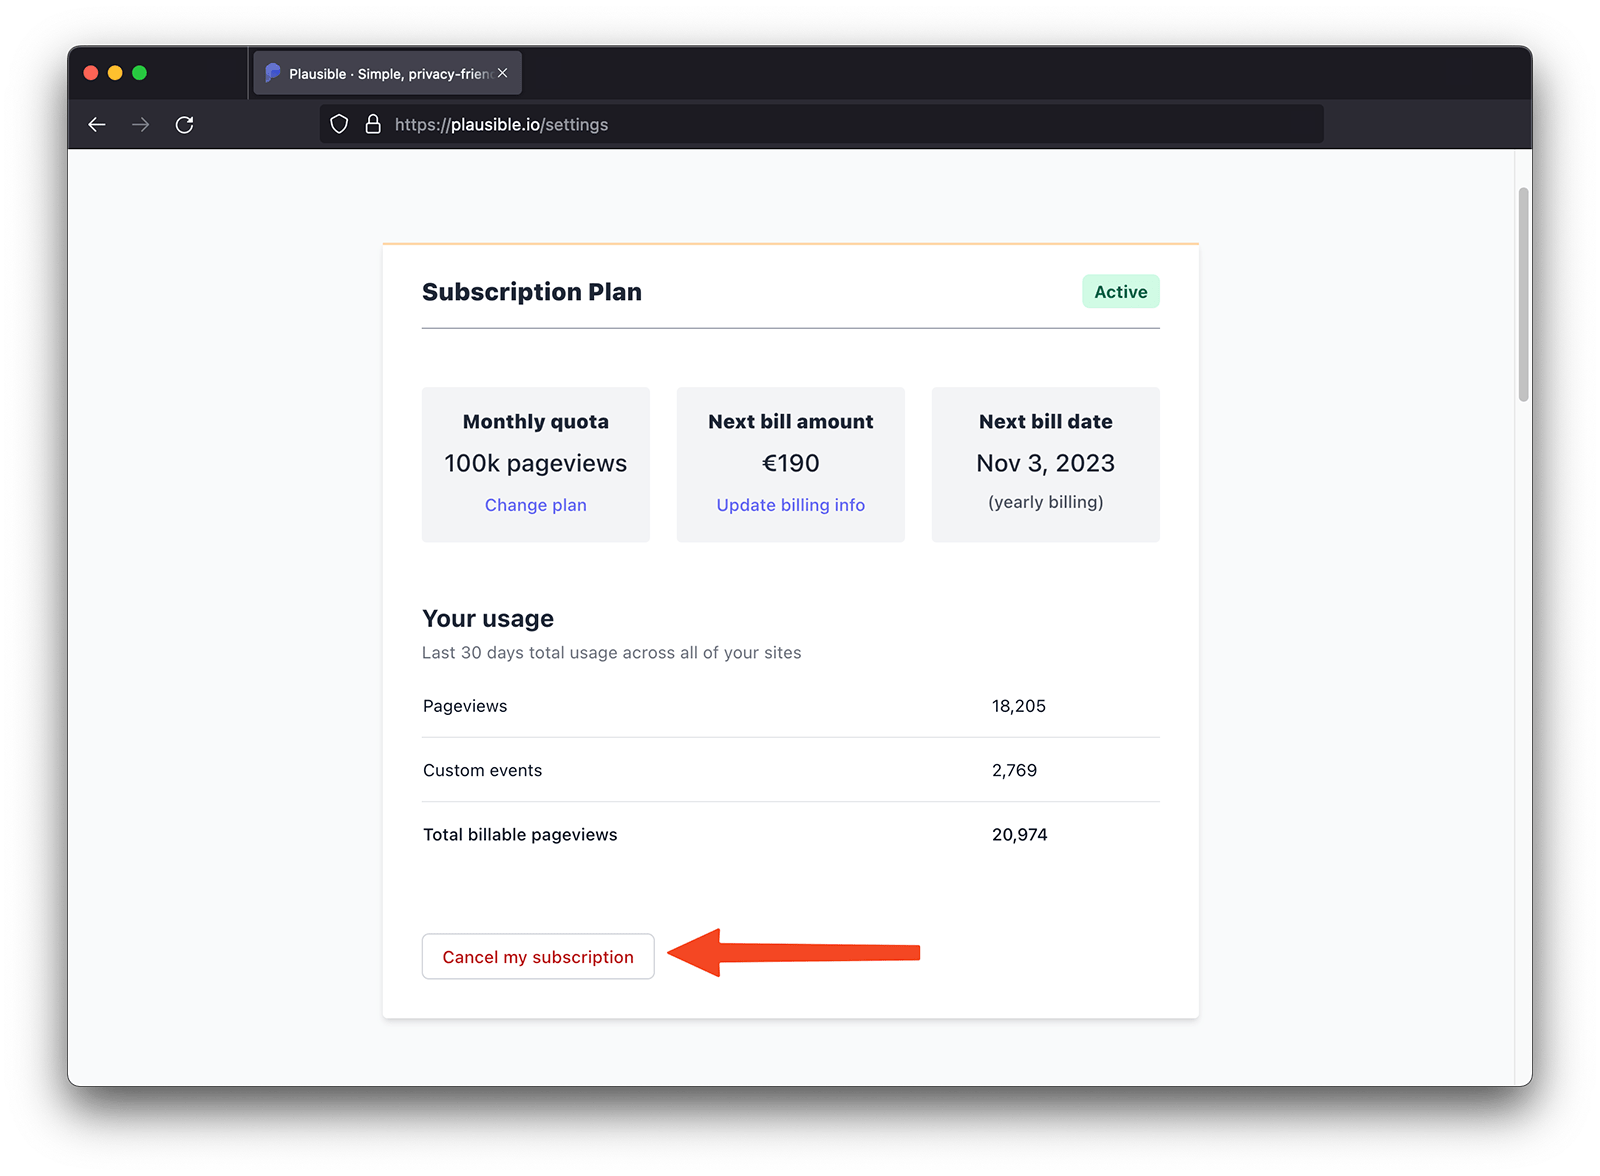 Plausible · Simple, privacy-frien
https://plausible.io/settings
Subscription Plan
Active
Monthly quota
100k pageviews
Change plan
Next bill amount
€190
Update billing info
Next bill date
Nov 3, 2023
(yearly billing)
Your usage
Last 30 days total usage across all of your sites
Pageviews 18,205
Custom events 2,769
Total billable pageviews 20,974
Cancel my subscription